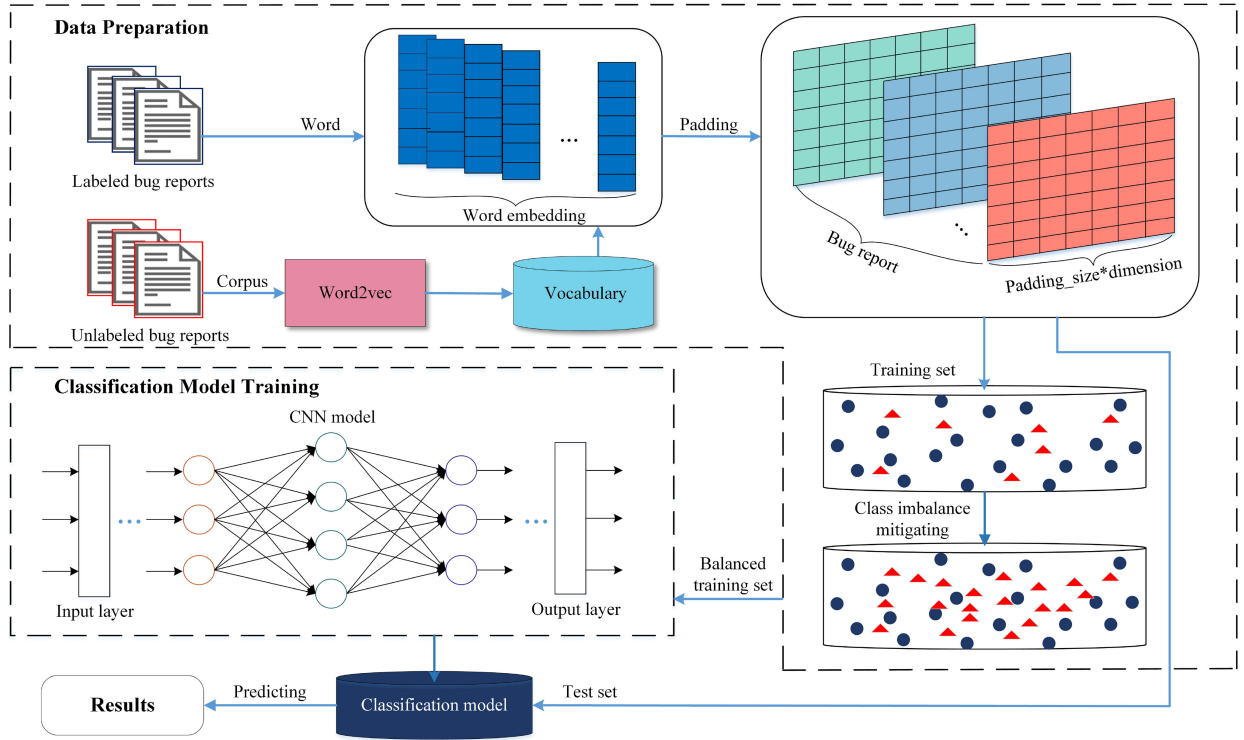 Data Preparation
Labeled bug reports
Word
Word embedding
...
Padding
Bug report
...
Padding_size*dimension
Unlabeled bug reports
Corpus
Word2vec
Vocabulary
Training set
Class imbalance
mitigating
Balanced
training set
Classification Model Training
CNN model
...
...
Input layer
Output layer
Results
Predicting
Classification model
Test set